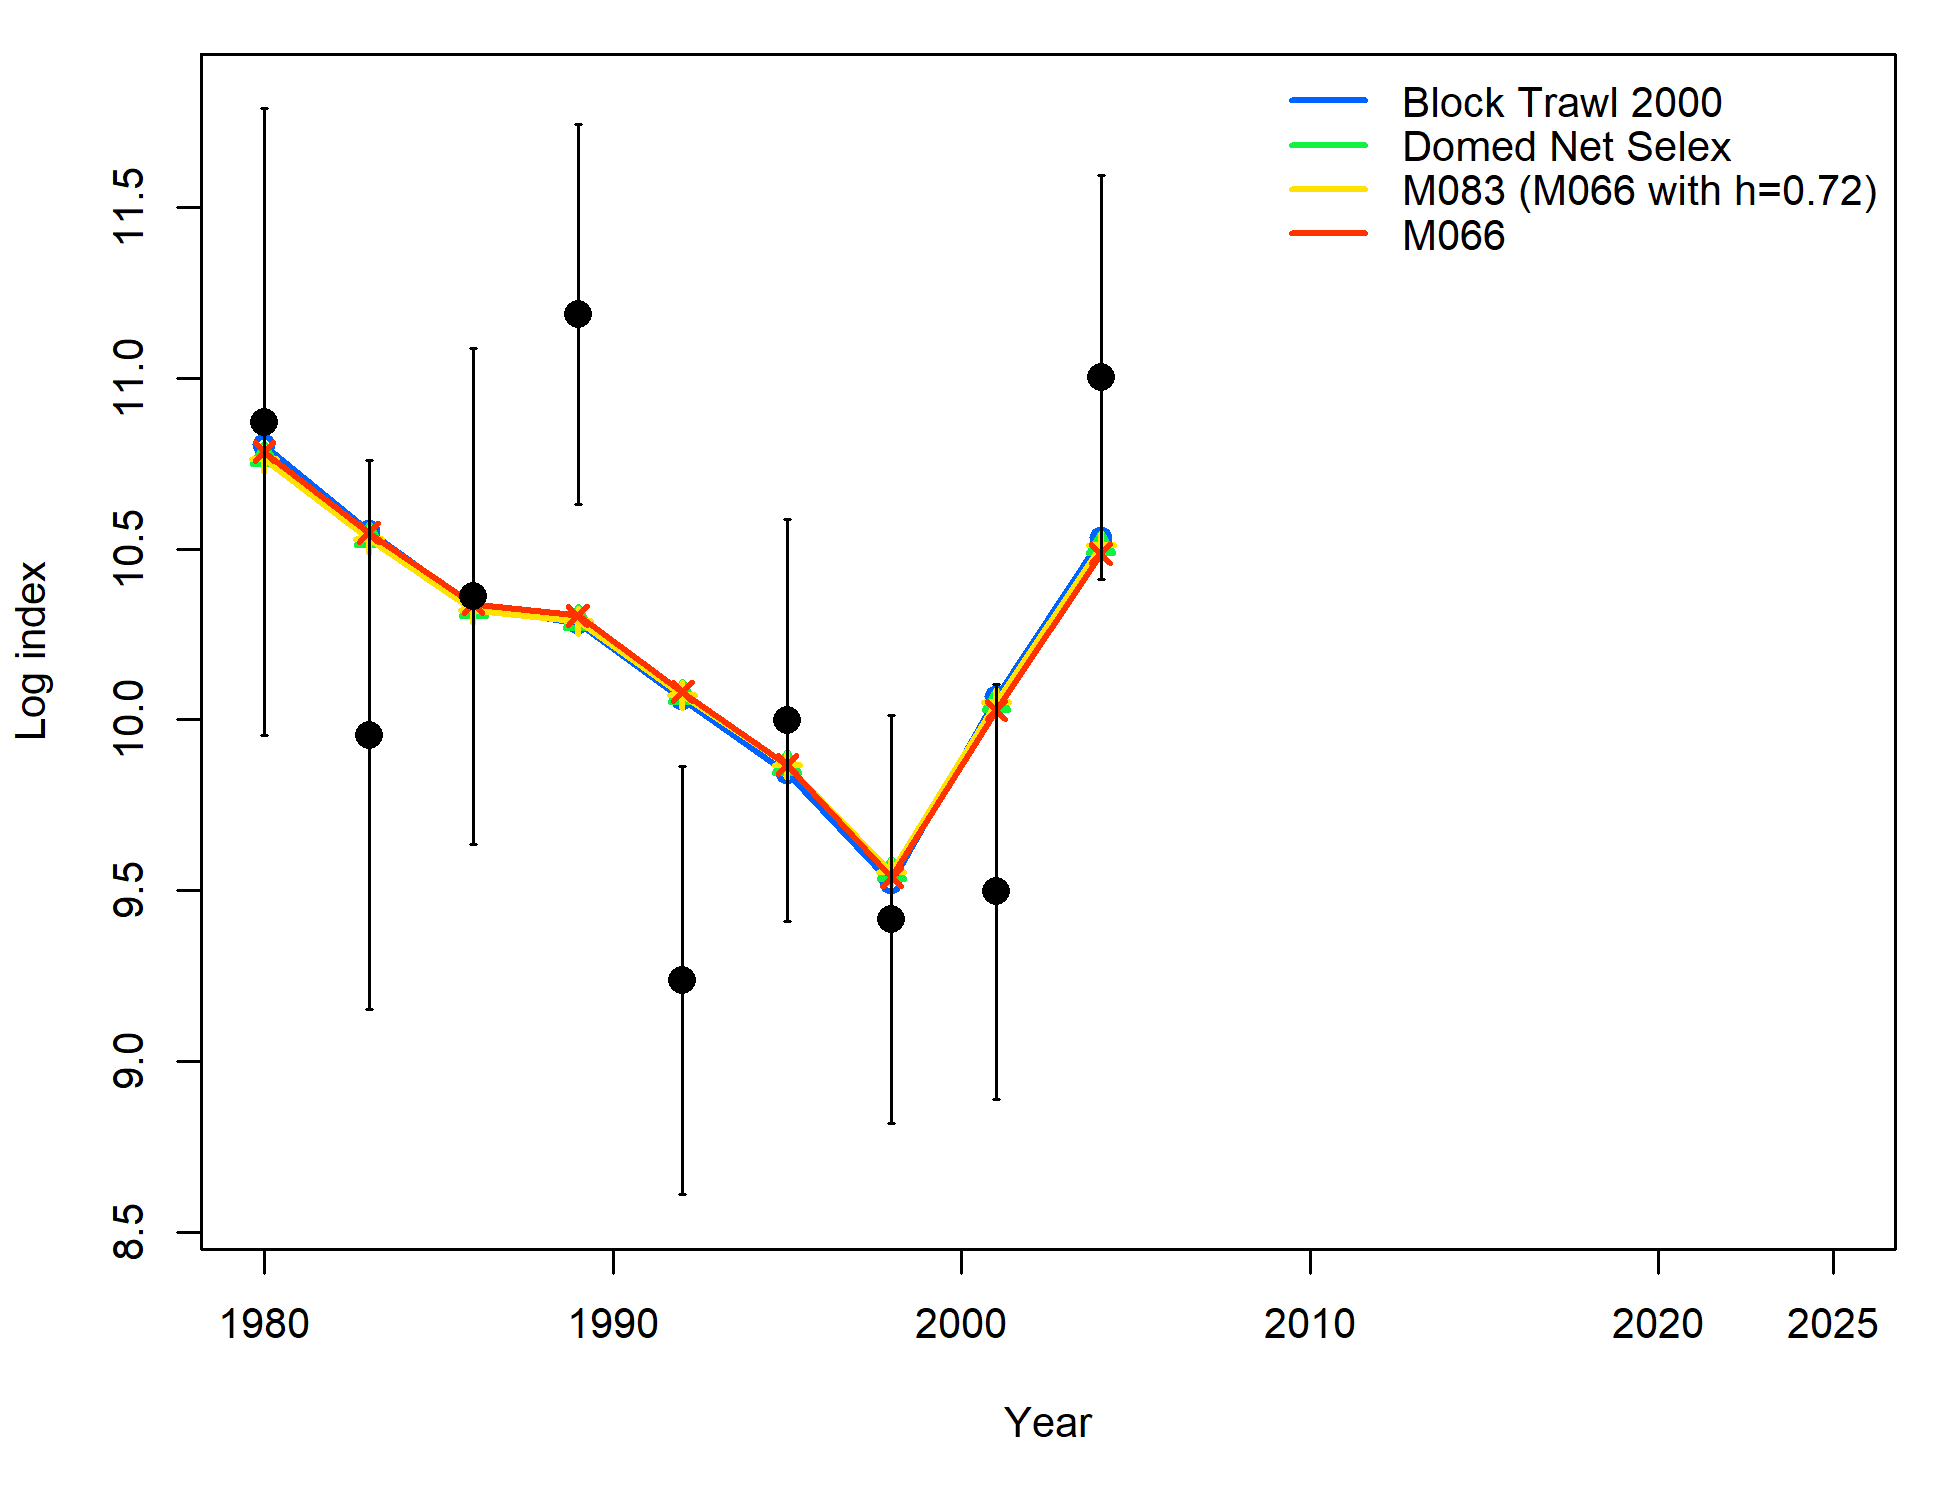 Block Trawl 2000
Domed Net Selex
M083 (M066 with h=0.72)
M066
Log index
11.5
11.0
10.5
10.0
9.5
9.0
8.5
1980 1990 2000 2010 2020 2025
Year